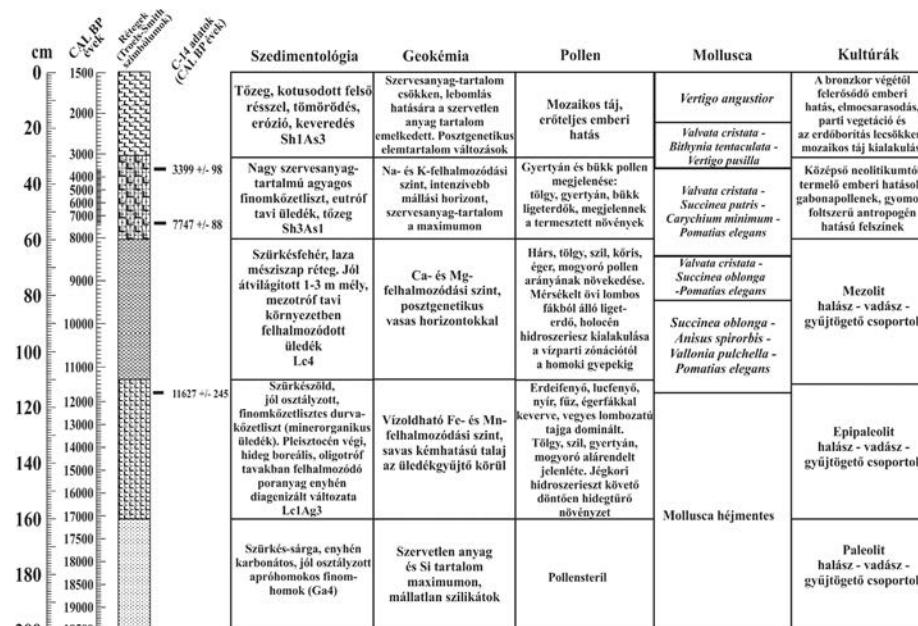 cm
CAL BP
évek
Rétegek
(Troels-Smith
szimbólumok)
C-14 adatok
(CAL BP évek)
Szedimentológia
Geokémia
Pollen
Mollusca
Kultúrák
0
20
40
60
80
100
120
140
160
180
1500
2000
3000
4000
5000
6000
7000
8000
9000
10000
11000
12000
13000
14000
15000
16000
17000
17500
18000
18500
19000
3399 +/- 98
7747 +/- 88
11627 +/- 245
Tőzeg, kotusodott felső
résszel, tömörödés,
erózió, keveredés
Sh1As3
Szervesanyag-tartalom
csökken, lebomlás
hatására a szervetlen
anyag tartalom
emelkedett. Posztgenetikus
elemtartalom változások
Mozaikos táj,
erőteljes emberi
hatás
Vertigo angustior
Valvata cristata -
Bithynia tentaculata -
Vertigo pusilla
A bronzkor végétől
felerősödő emberi
hatás, elmocsarasodás,
parti vegetáció és
az erdőborítás lecsökken
mozaikos táj kialakulás
Nagy szervesanyag-
tartalmú agyagos
finomkőzetliszt, eutróf
tavi üledék, tőzeg
Sh3As1
Na- és K-felhalmozódási
szint, intenzívebb
mállási horizont,
szervesanyag-tartalom
a maximumon
Gyertyán és bükk pollen
megjelenése:
tölgy, gyertyán, bükk
ligeterdők, megjelennek
a termesztett növények
Valvata cristata -
Succinea putris -
Carychium minimum -
Pomatias elegans
Középső neolitikumtól
termelő emberi hatások
gabonapollenek, gyomok
foltszerű antropogén
hatású felszínek
Szürkésfehér, laza
mésziszap réteg. Jól
átvilágított 1-3 m mély,
mezotróf tavi
környezetben
felhalmozódott
üledék
Lc4
Ca- és Mg-
felhalmozódási szint,
posztgenetikus
vasas horizontokkal
Hárs, tölgy, szil, kőris,
éger, mogyoró pollen
arányának növekedése.
Mérsékelt övi lombos
fákból álló liget-
erdő, holocén
hidroszeriesz kialakulása
a vízparti zónációtól
a homoki gyepekig
Valvata cristata-
Succinea oblonga
-Pomatias elegans
Succinea oblonga -
Anisus spirorbis -
Vallonia pulchella -
Pomatias elegans
Mezolit
halász - vadász -
gyűjtögető csoportok
Szürkészöld,
jól osztályzott,
finomkőzetlisztes durva-
kőzetliszt (minerorganikus
üledék). Pleisztocén végi,
hideg boreális, oligotróf
tavakban felhalmozódó
poranyag enyhén
diagenizált változata
Lc1Ag3
Vízoldható Fe- és Mn-
felhalmozódási szint,
savas kémhatású talaj
az üledékgyűjtő körül
Erdeifenyő, lucfenyő,
nyír, fűz, égerfákkal
keverve, vegyes lombozatú
tajga dominált.
Tölgy, szil, gyertyán,
mogyoró alárendelt
jelenléte. Jégkori
hidroszerieszt követő
döntően hidegtűrő
növényzet
Mollusca héjmentes
Epipaleolit
halász - vadász -
gyűjtögető csoportok
Szürkés-sárga, enyhén
karbonátos, jól osztályzott
apróhomokos finom-
homok (Ga4)
Szervetlen anyag
és Si tartalom
maximumon,
mállatlan szilikátok
Pollensteril
Paleolit
halász - vadász -
gyűjtögető csoportok